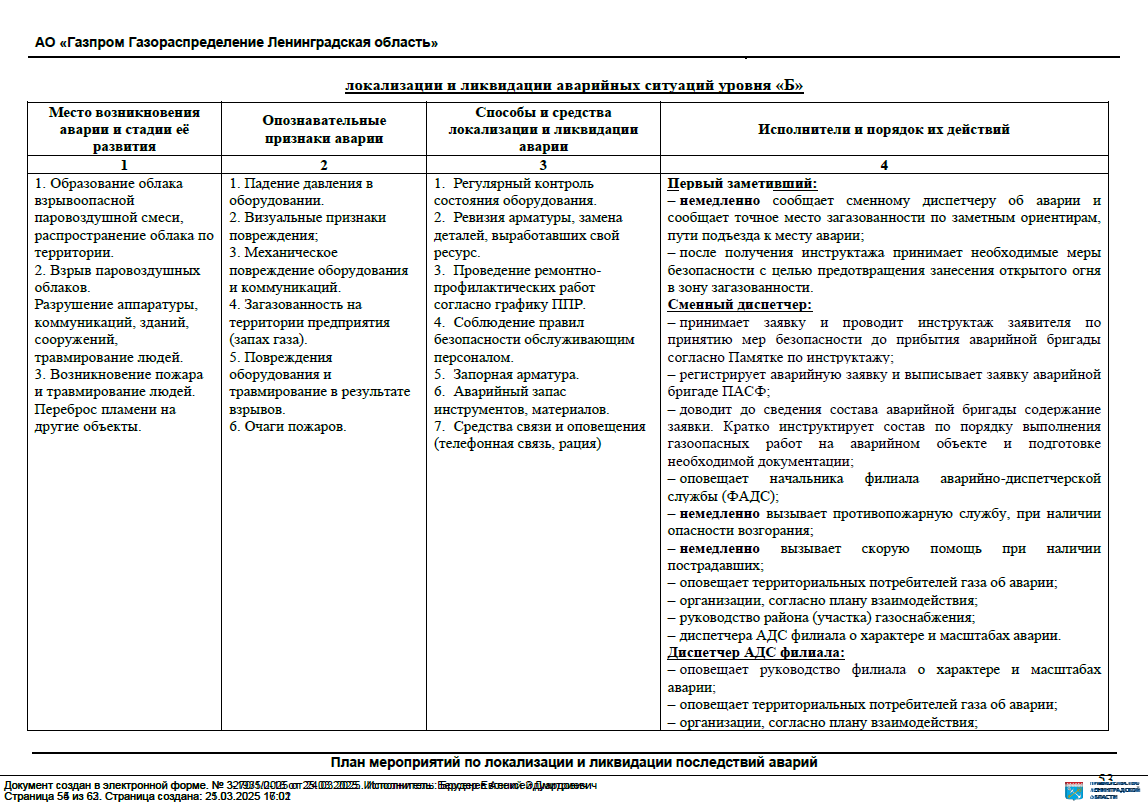 АО «Газпром Газораспределение Ленинградская область»
локализации и ликвидации аварийных ситуаций уровня «Б»
Место возникновения
аварии и стадии её
развития
Опознавательные
признаки аварии
Способы и средства
локализации и ликвидации
аварии
Исполнители и порядок их действий
1
2
3
4
1. Образование облака
взрывоопасной
паровоздушной смеси,
распространение облака по
территории.
2. Взрыв паровоздушных
облаков.
Разрушение аппаратуры,
коммуникаций, зданий,
сооружений,
травмирование людей.
3. Возникновение пожара
и травмирование людей.
Переброс пламени на
другие объекты.
1. Падение давления в
оборудовании.
2. Визуальные признаки
повреждения;
3. Механическое
повреждение оборудования
и коммуникаций.
4. Загазованность на
территории предприятия
(запах газа).
5. Повреждения
оборудования и
травмирование в результате
взрывов.
6. Очаги пожаров.
1. Регулярный контроль
состояния оборудования.
2. Ревизия арматуры, замена
деталей, выработавших свой
ресурс.
3. Проведение ремонтно-
профилактических работ
согласно графику ППР.
4. Соблюдение правил
безопасности обслуживающим
персоналом.
5. Запорная арматура.
6. Аварийный запас
инструментов, материалов.
7. Средства связи и оповещения
(телефонная связь, рация)
Первый заметивший:
– немедленно сообщает сменному диспетчеру об аварии и
сообщает точное место загазованности по заметным ориентирам,
пути подъезда к месту аварии;
– после получения инструктажа принимает необходимые меры
безопасности с целью предотвращения занесения открытого огня
в зону загазованности.
Сменный диспетчер:
– принимает заявку и проводит инструктаж заявителя по
принятию мер безопасности до прибытия аварийной бригады
согласно Памятке по инструктажу;
– регистрирует аварийную заявку и выписывает заявку аварийной
бригаде ПАСФ;
– доводит до сведения состава аварийной бригады содержание
заявки. Кратко инструктирует состав по порядку выполнения
газоопасных работ на аварийном объекте и подготовке
необходимой документации;
– оповещает начальника филиала аварийно-диспетчерской
службы (ФАДС);
– немедленно вызывает противопожарную службу, при наличии
опасности возгорания;
– немедленно вызывает скорую помощь при наличии
пострадавших;
– оповещает территориальных потребителей газа об аварии;
– организации, согласно плану взаимодействия;
– руководство района (участка) газоснабжения;
– диспетчера АДС филиала о характере и масштабах аварии.
Диспетчер АДС филиала:
– оповещает руководство филиала о характере и масштабах
аварии;
– оповещает территориальных потребителей газа об аварии;
– организации, согласно плану взаимодействия;
План мероприятий по локализации и ликвидации последствий аварий
53
Документ создан в электронной форме. №
Страница из 63. Страница создана:
ЛЕНИНГРАДСКОЙ
ОБЛАСТИ